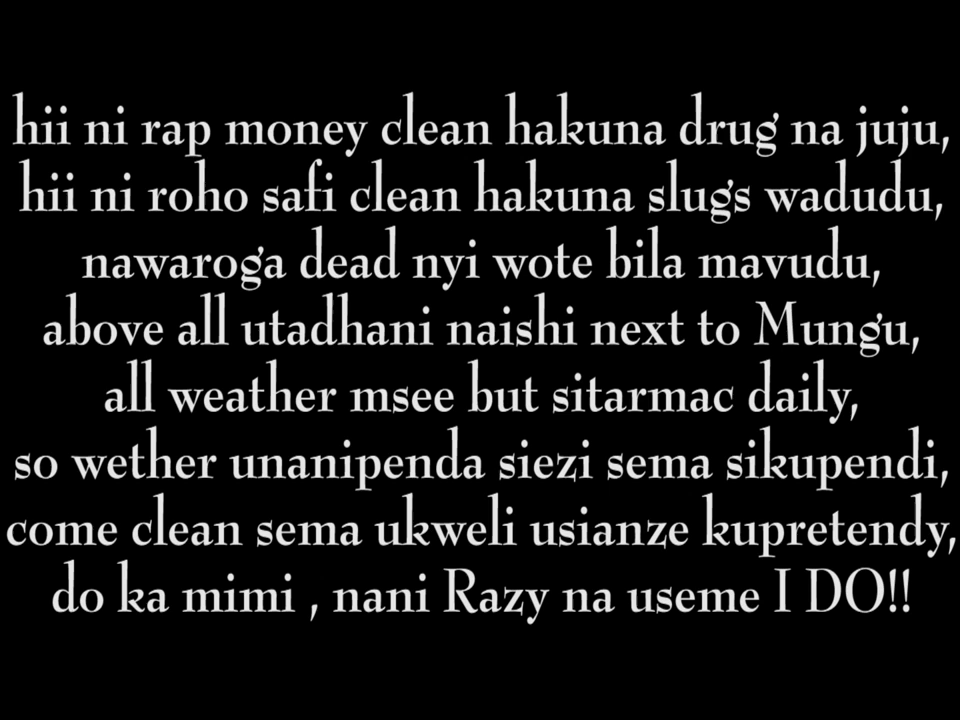 hii ni rap money clean hakuna drug na juju,
hii ni roho safi clean hakuna slugs wadudu,
nawaroga dead nyi wote bila mavudu,
above all utadhani naishi next to Mungu,
all weather msee but sitarmac daily,
so wether unanipenda siezi sema sikupendi,
come clean sema ukweli usianze kupretendy,
do ka mimi , nani Razy na useme I DO!!